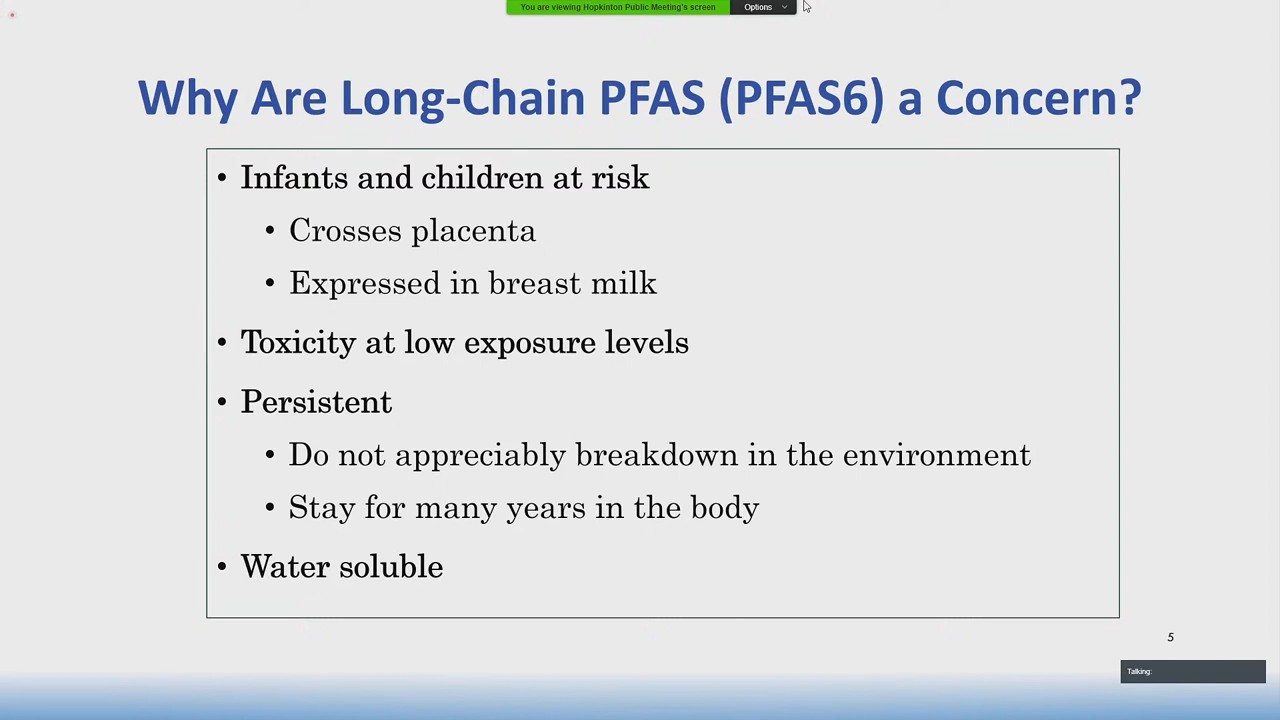 You are viewing Hopkinton Public Meeting's screen
Options
Why Are Long-Chain PFAS (PFAS6) a Concern?
• Infants and children at risk
• Crosses placenta
• Expressed in breast milk
• Toxicity at low exposure levels
• Persistent
• Do not appreciably breakdown in the environment
• Stay for many years in the body
• Water soluble
5
Talking: